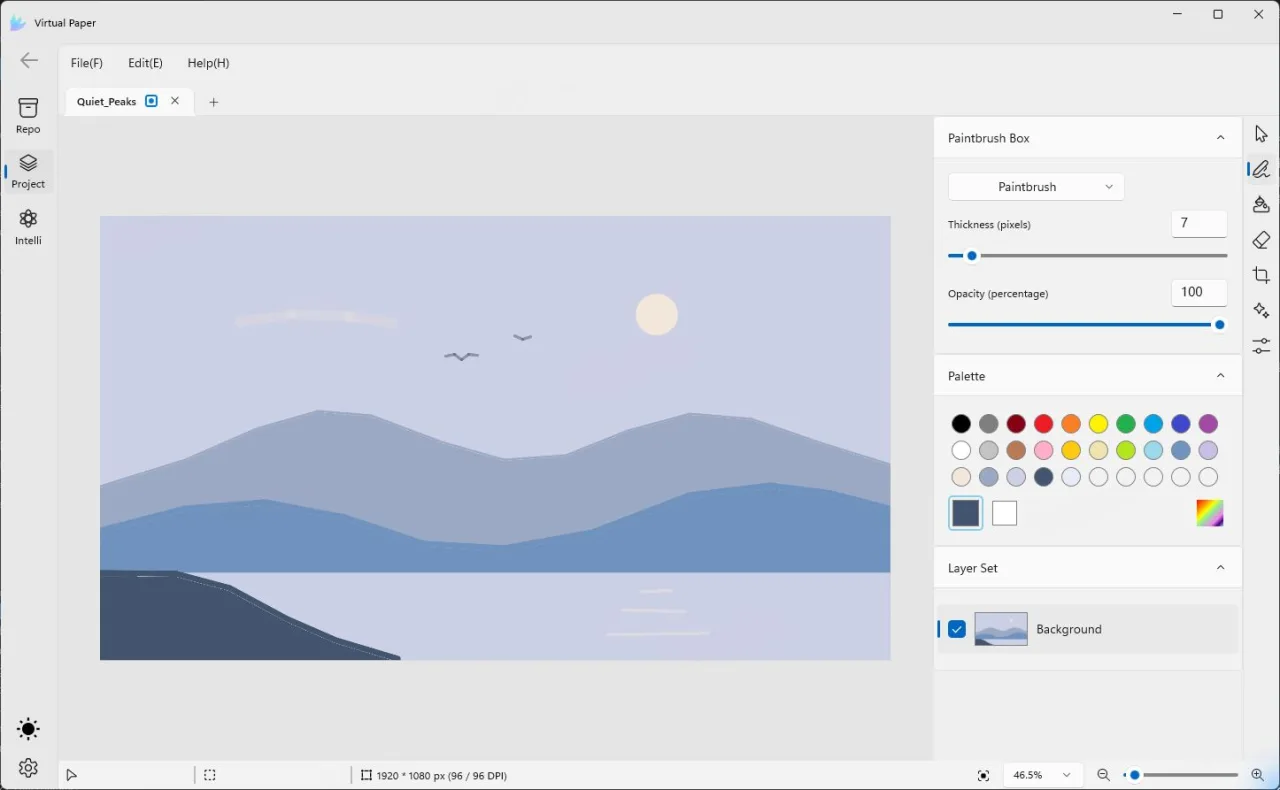 Virtual Paper
File(F) Edit(E) Help(H)
Quiet_Peaks
Repo
Project
Intelli
Paintbrush Box
Paintbrush
Thickness (pixels) 7
Opacity (percentage) 100
Palette
Layer Set
Background
1920 * 1080 px (96 / 96 DPI)
46.5%